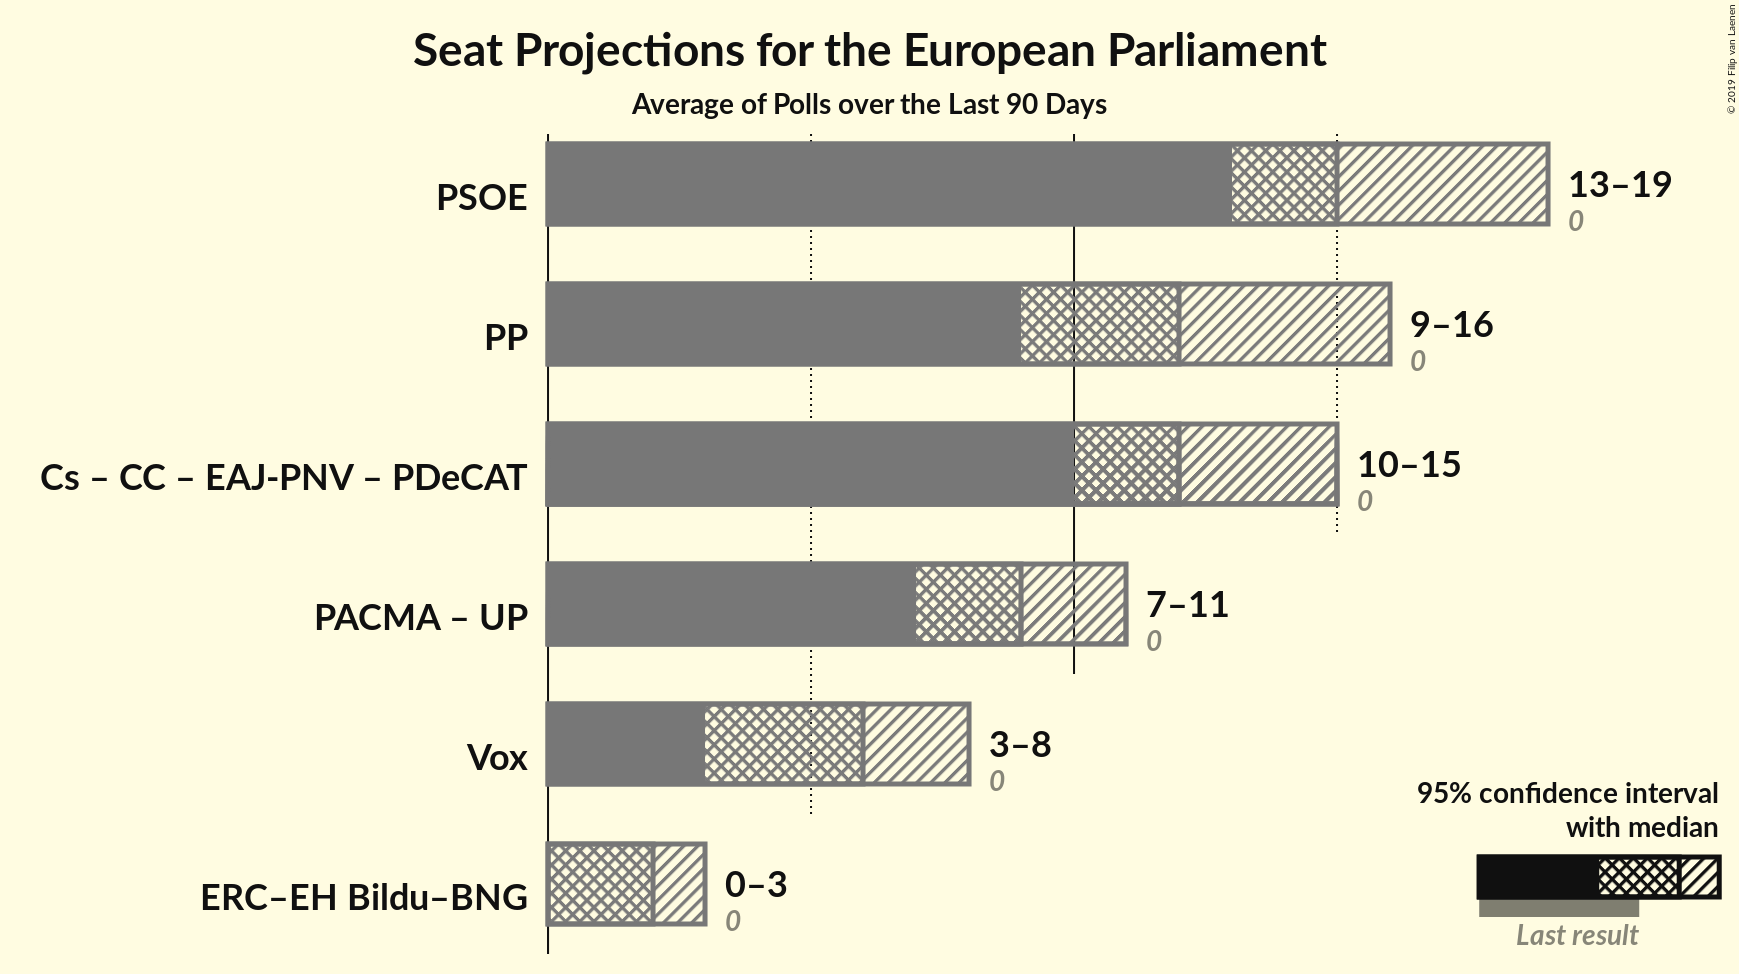 Seat Projections for the European Parliament
Average of Polls over the Last 90 Days
© 2019 Filip van Laenen
PSOE
13–19
0
PP
9–16
0
Cs – CC – EAJ-PNV – PDeCAT
10–15
0
PACMA – UP
7–11
0
Vox
3–8
0
ERC–EH Bildu–BNG
0–3
0
95% confidence interval
with median
Last result